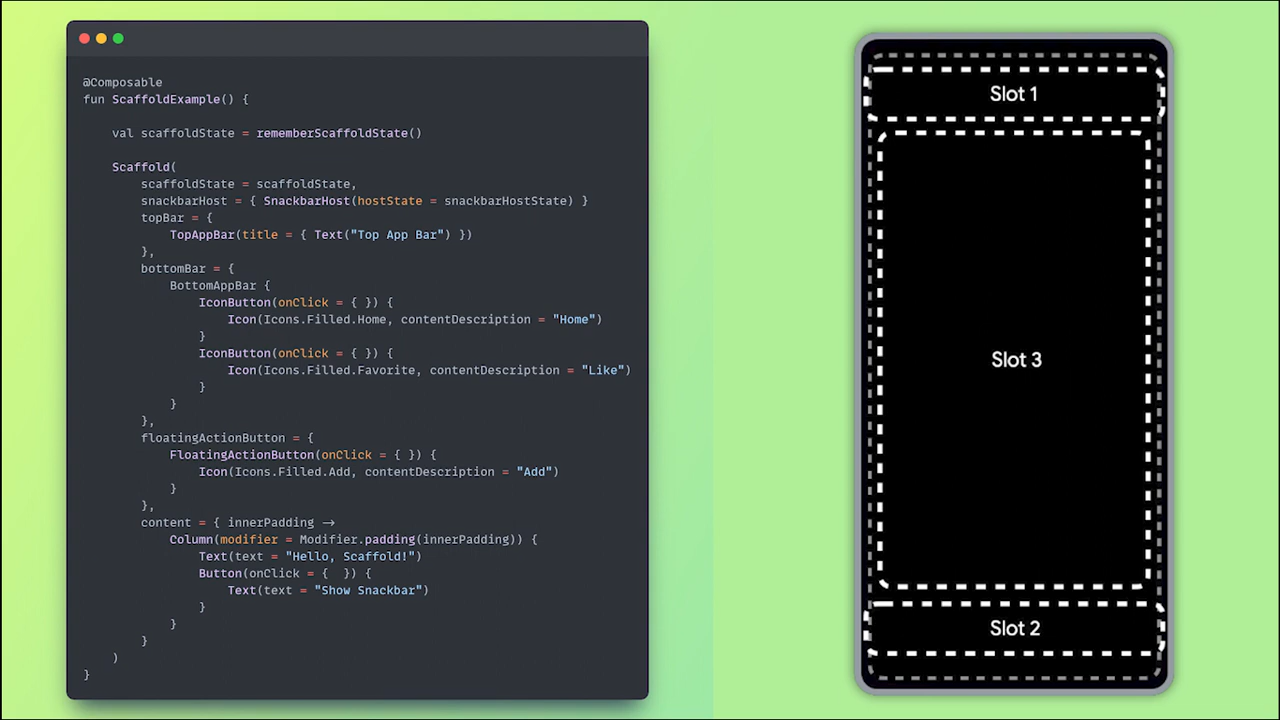 @Composable
fun ScaffoldExample() {
    val scaffoldState = rememberScaffoldState()
    Scaffold(
        scaffoldState = scaffoldState,
        snackbarHost = { SnackbarHost(hostState = snackbarHostState) }
        topBar = {
            TopAppBar(title = { Text("Top App Bar") })
        },
        bottomBar = {
            BottomAppBar {
                IconButton(onClick = { }) {
                    Icon(Icons.Filled.Home, contentDescription = "Home")
                }
                IconButton(onClick = { }) {
                    Icon(Icons.Filled.Favorite, contentDescription = "Like")
                }
            }
        },
        floatingActionButton = {
            FloatingActionButton(onClick = { }) {
                Icon(Icons.Filled.Add, contentDescription = "Add")
            }
        },
        content = { innerPadding ->
            Column(modifier = Modifier.padding(innerPadding)) {
                Text(text = "Hello, Scaffold!")
                Button(onClick = {  }) {
                    Text(text = "Show Snackbar")
                }
            }
        }
    )
}
Slot 1
Slot 3
Slot 2